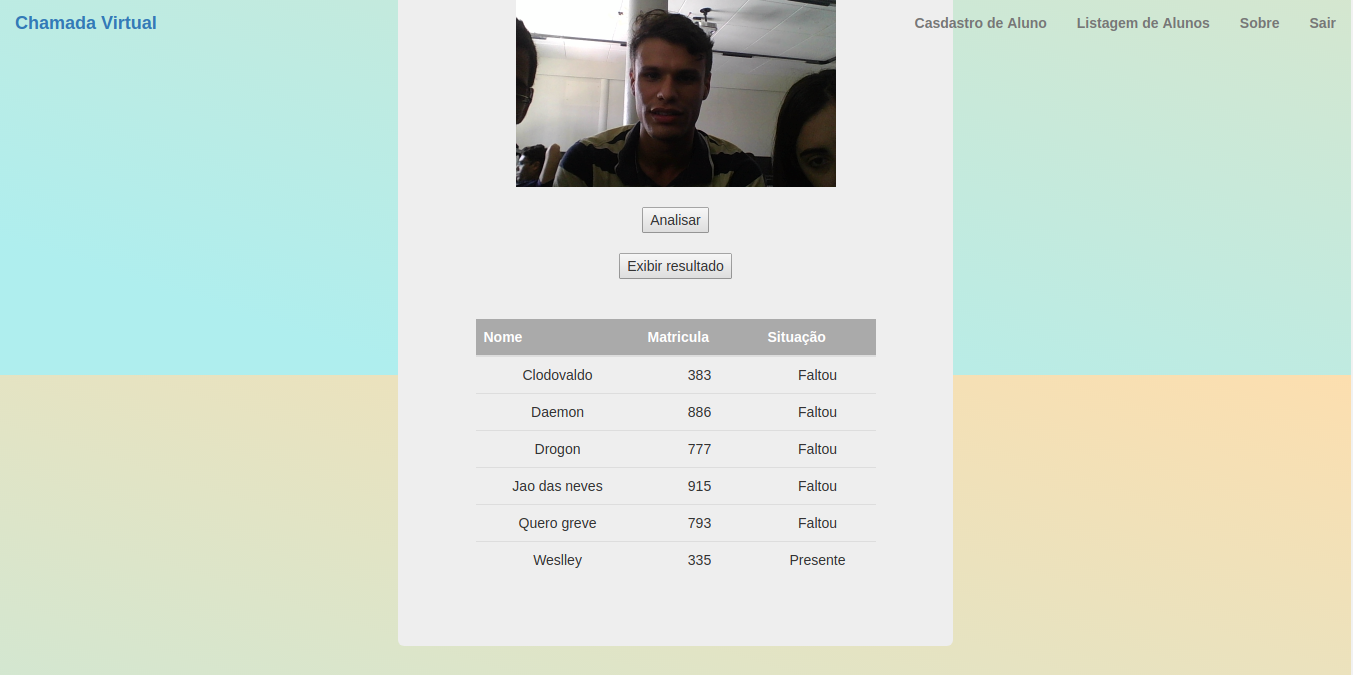 Chamada Virtual Casdastro de Aluno Listagem de Alunos Sobre Sair
Analisar
Exibir resultado
Nome Matricula Situação
Clodovaldo 383 Faltou
Daemon 886 Faltou
Drogon 777 Faltou
Jao das neves 915 Faltou
Quero greve 793 Faltou
Weslley 335 Presente